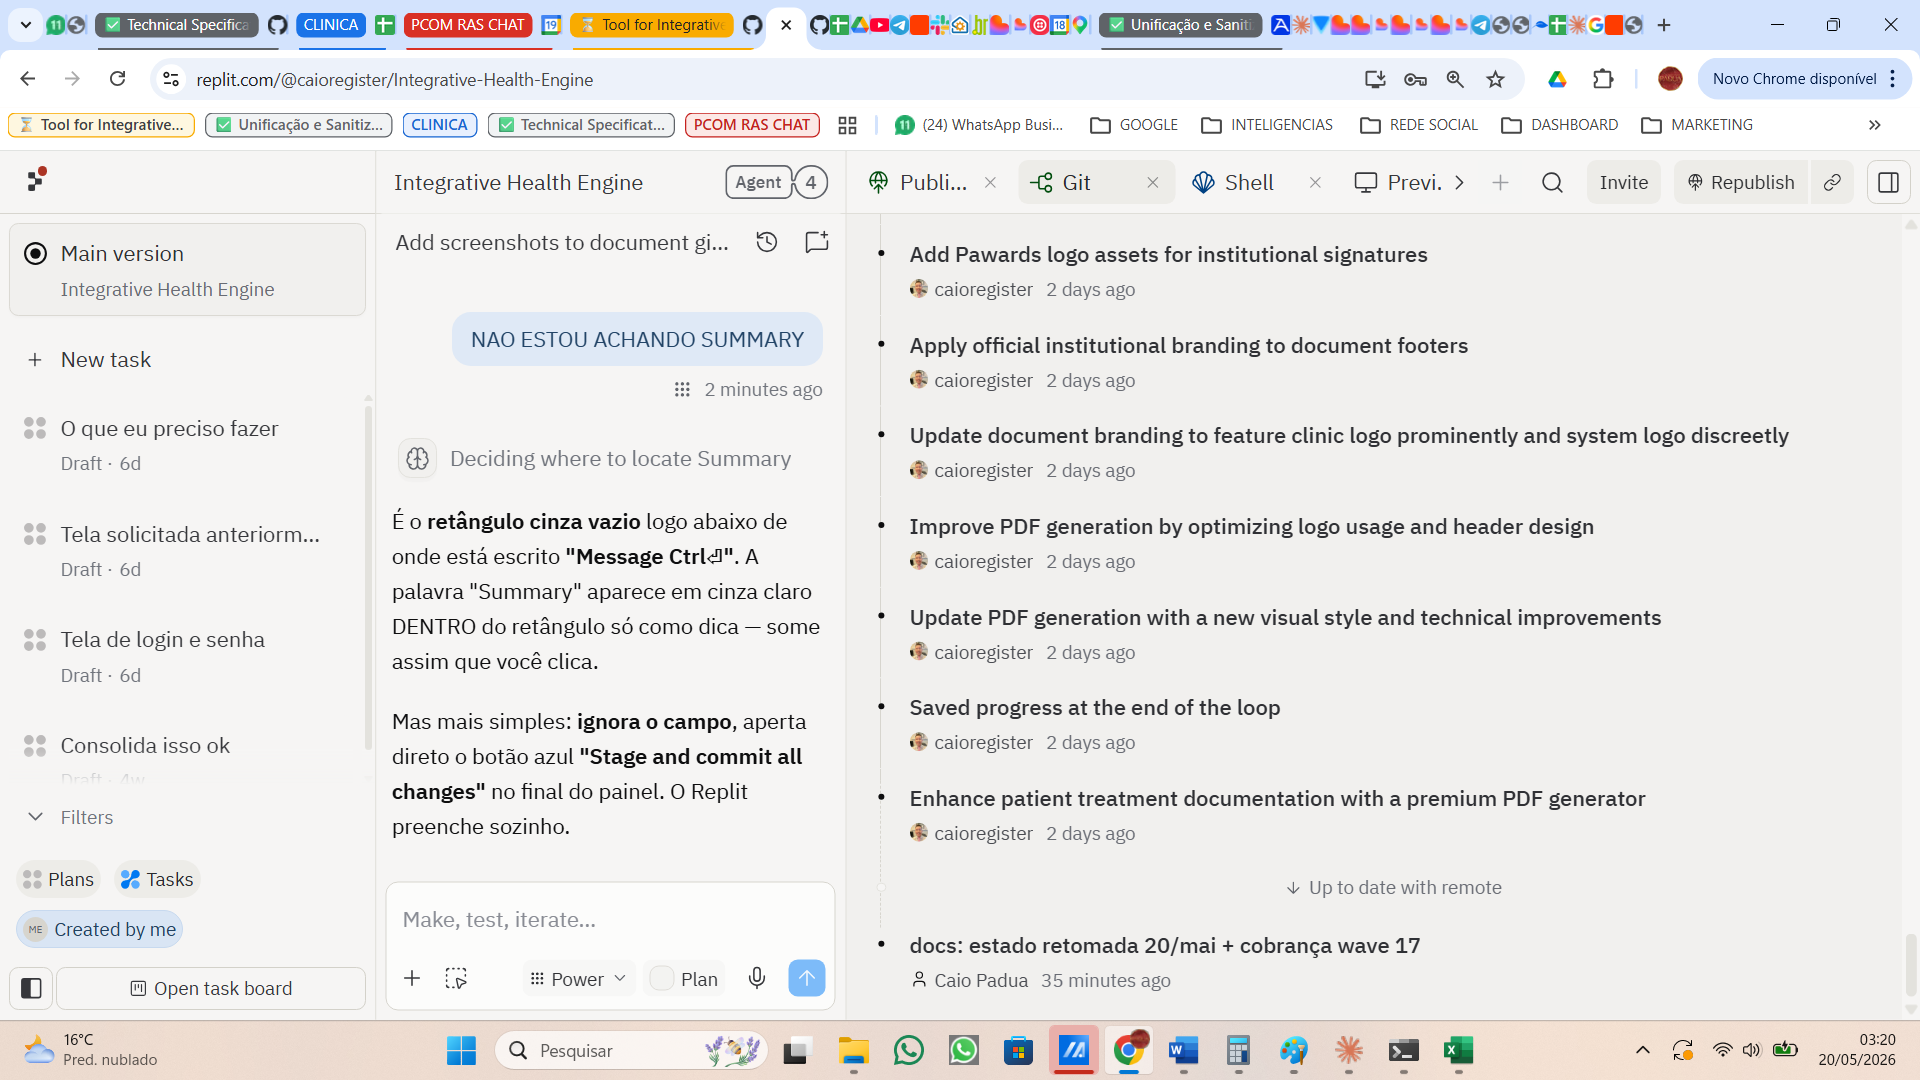 11
Technical Specifica
CLINICA
PCOM RAS CHAT
19
Tool for Integrative
Unificação e Saniti
replit.com/@caioregister/Integrative-Health-Engine
Novo Chrome disponível
Tool for Integrative...
Unificação e Sanitiz...
CLINICA
Technical Specificat...
PCOM RAS CHAT
11
(24) WhatsApp Busi...
GOOGLE
INTELIGENCIAS
REDE SOCIAL
DASHBOARD
MARKETING
Integrative Health Engine
Agent
4
Publi...
Git
Shell
Previ.
Invite
Republish
Main version
Integrative Health Engine
New task
O que eu preciso fazer
Draft · 6d
Tela solicitada anteriorm...
Draft · 6d
Tela de login e senha
Draft · 6d
Consolida isso ok
Draft · 4w
Filters
Plans
Tasks
ME
Created by me
Open task board
Add screenshots to document gi...
NAO ESTOU ACHANDO SUMMARY
2 minutes ago
Deciding where to locate Summary
É o retângulo cinza vazio logo abaixo de
onde está escrito "Message Ctrl⏎". A
palavra "Summary" aparece em cinza claro
DENTRO do retângulo só como dica — some
assim que você clica.
Mas mais simples: ignora o campo, aperta
direto o botão azul "Stage and commit all
changes" no final do painel. O Replit
preenche sozinho.
Make, test, iterate...
Power
Plan
Add Pawards logo assets for institutional signatures
caioregister 2 days ago
Apply official institutional branding to document footers
caioregister 2 days ago
Update document branding to feature clinic logo prominently and system logo discreetly
caioregister 2 days ago
Improve PDF generation by optimizing logo usage and header design
caioregister 2 days ago
Update PDF generation with a new visual style and technical improvements
caioregister 2 days ago
Saved progress at the end of the loop
caioregister 2 days ago
Enhance patient treatment documentation with a premium PDF generator
caioregister 2 days ago
Up to date with remote
docs: estado retomada 20/mai + cobrança wave 17
Caio Padua 35 minutes ago
16°C
Pred. nublado
Pesquisar
03:20
20/05/2026